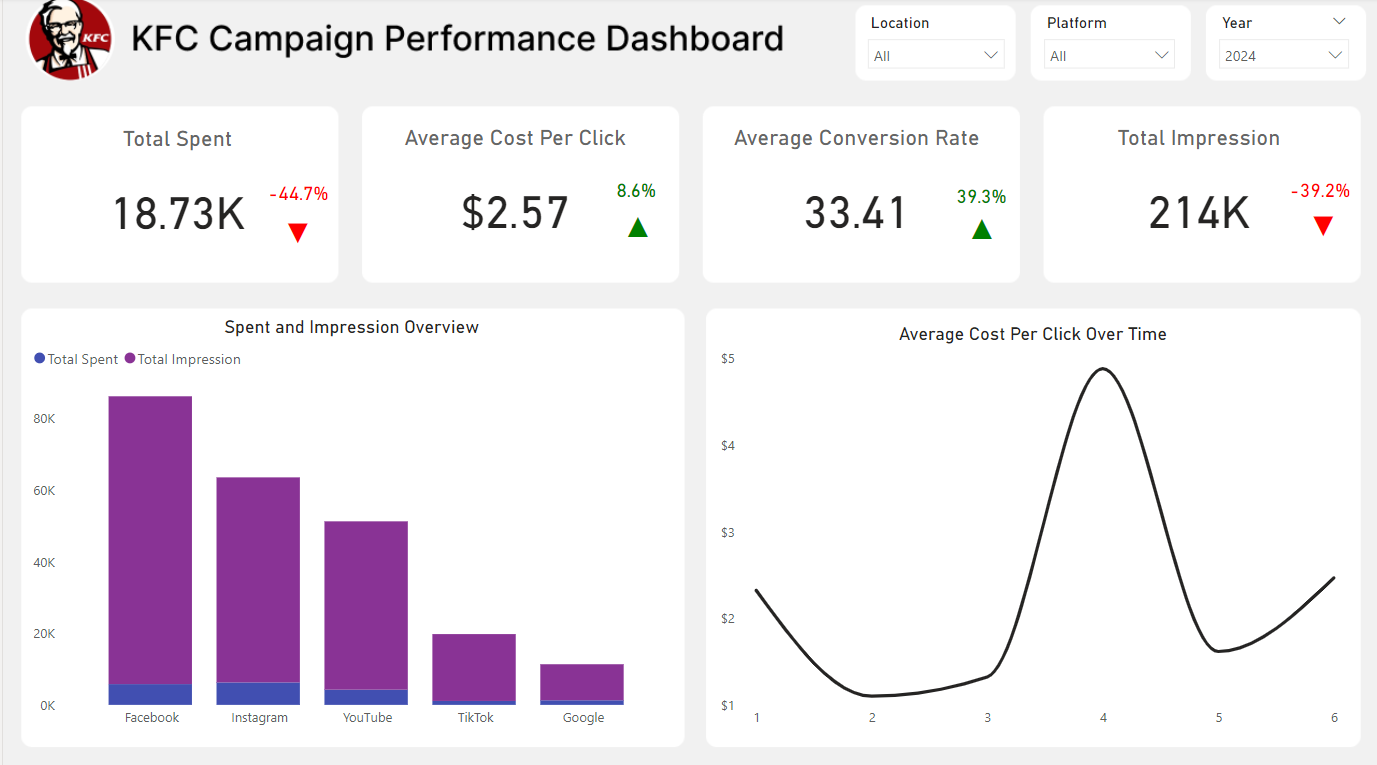 KFC
KFC Campaign Performance Dashboard
Location
All
Platform
All
Year
2024
Total Spent
18.73K
-44.7%
Average Cost Per Click
$2.57
8.6%
Average Conversion Rate
33.41
39.3%
Total Impression
214K
-39.2%
Spent and Impression Overview
Total Spent Total Impression
80K
60K
40K
20K
0K
Facebook Instagram YouTube TikTok Google
Average Cost Per Click Over Time
$5
$4
$3
$2
$1
1 2 3 4 5 6